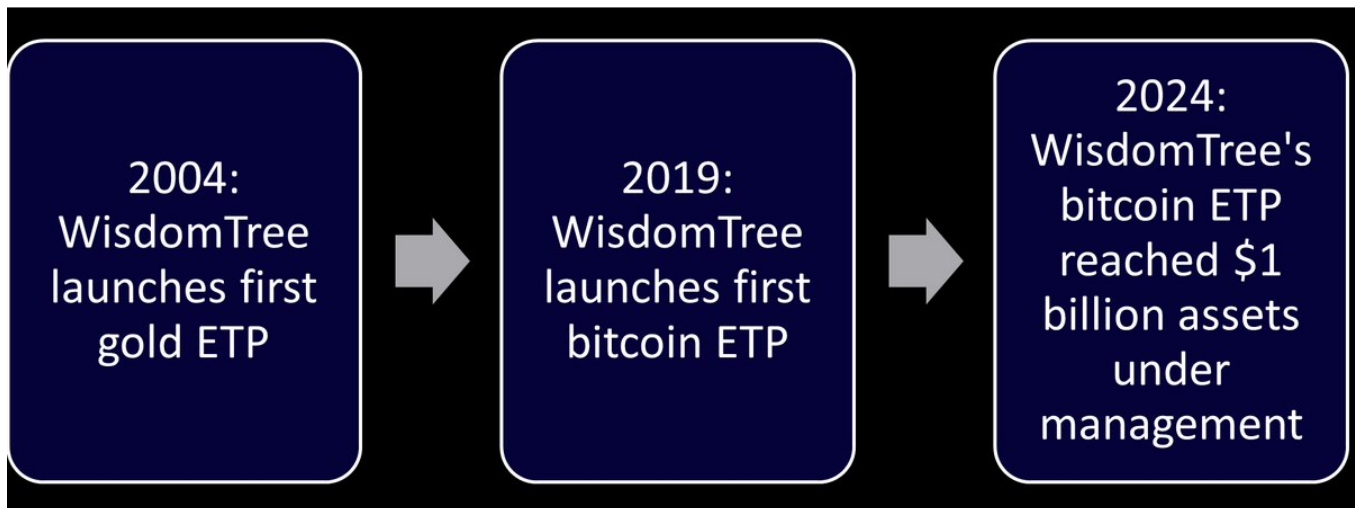 2004:
WisdomTree
launches first
gold ETP
2019:
WisdomTree
launches first
bitcoin ETP
2024:
WisdomTree's
bitcoin ETP
reached $1
billion assets
under
management